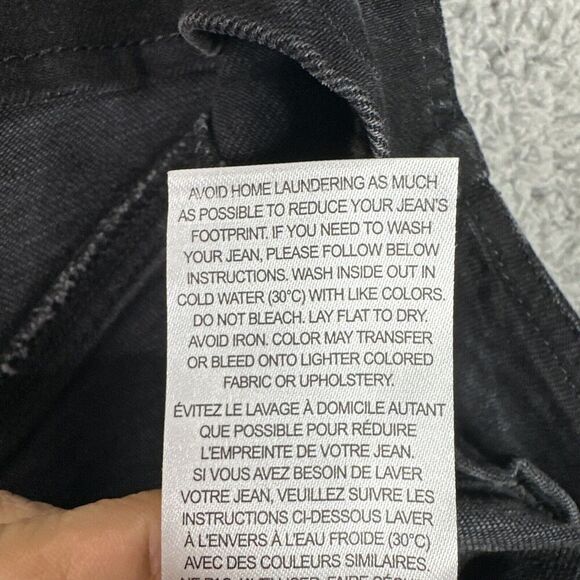 AVOID HOME LAUNDERING AS MUCH
AS POSSIBLE TO REDUCE YOUR JEAN'S
FOOTPRINT. IF YOU NEED TO WASH
YOUR JEAN, PLEASE FOLLOW BELOW
INSTRUCTIONS. WASH INSIDE OUT IN
COLD WATER (30°C) WITH LIKE COLORS.
DO NOT BLEACH. LAY FLAT TO DRY.
AVOID IRON. COLOR MAY TRANSFER
OR BLEED ONTO LIGHTER COLORED
FABRIC OR UPHOLSTERY.
ÉVITEZ LE LAVAGE À DOMICILE AUTANT
QUE POSSIBLE POUR RÉDUIRE
L'EMPREINTE DE VOTRE JEAN.
SI VOUS AVEZ BESOIN DE LAVER
VOTRE JEAN, VEUILLEZ SUIVRE LES
INSTRUCTIONS CI-DESSOUS LAVER
À L'ENVERS À L'EAU FROIDE (30°C)
AVEC DES COULEURS SIMILAIRES.